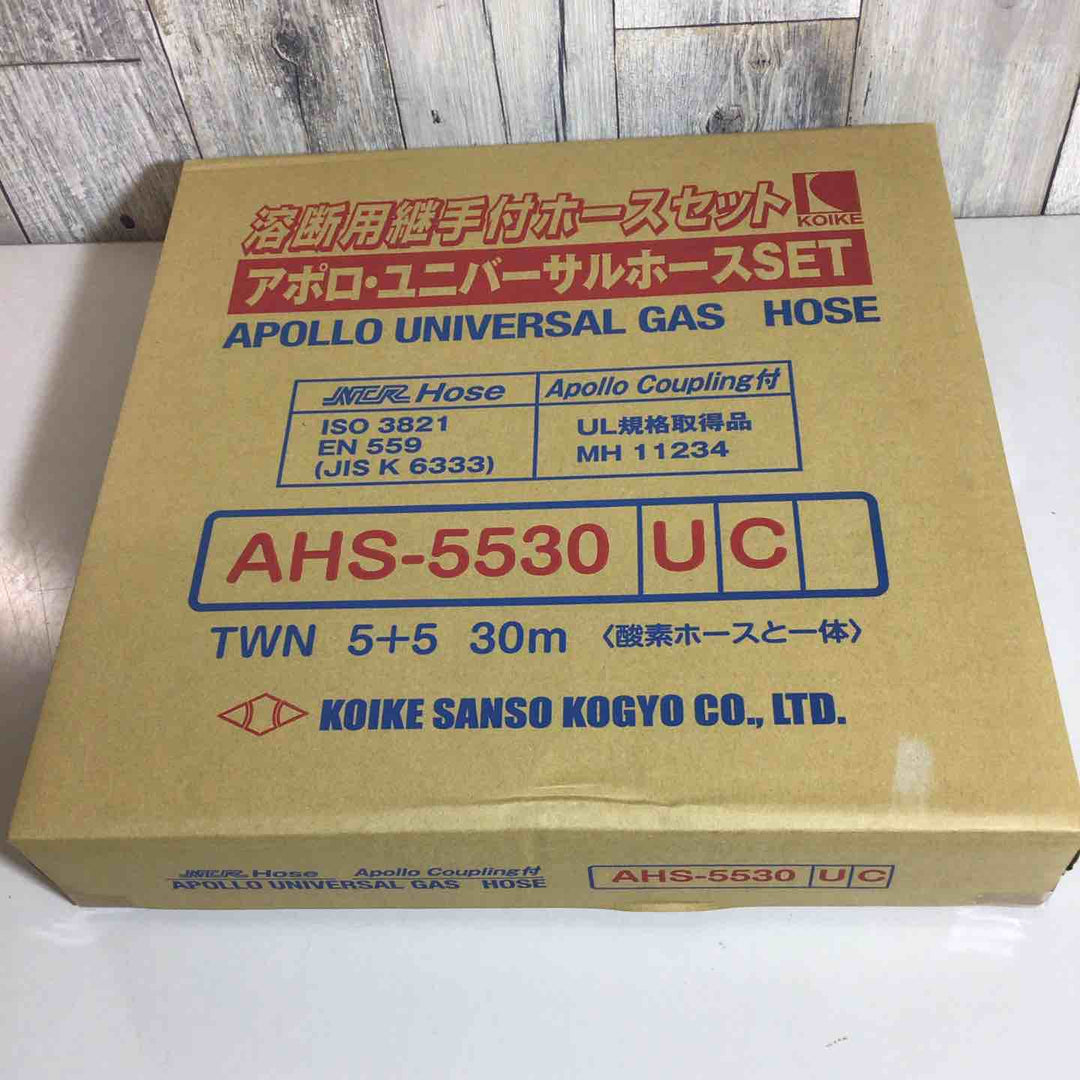 溶断用継手付ホースセット
KOIKE
アポロ・ユニバーサルホースSET
APOLLO UNIVERSAL GAS HOSE
NCR Hose
Apollo Coupling付
ISO 3821
EN 559
(JIS K 6333)
UL規格取得品
MH 11234
AHS-5530 U C
TWN 5+5 30m 〈酸素ホースと一体〉
KOIKE SANSO KOGYO CO., LTD.
NCR Hose Apollo Coupling付
APOLLO UNIVERSAL GAS HOSE
AHS-5530 U C